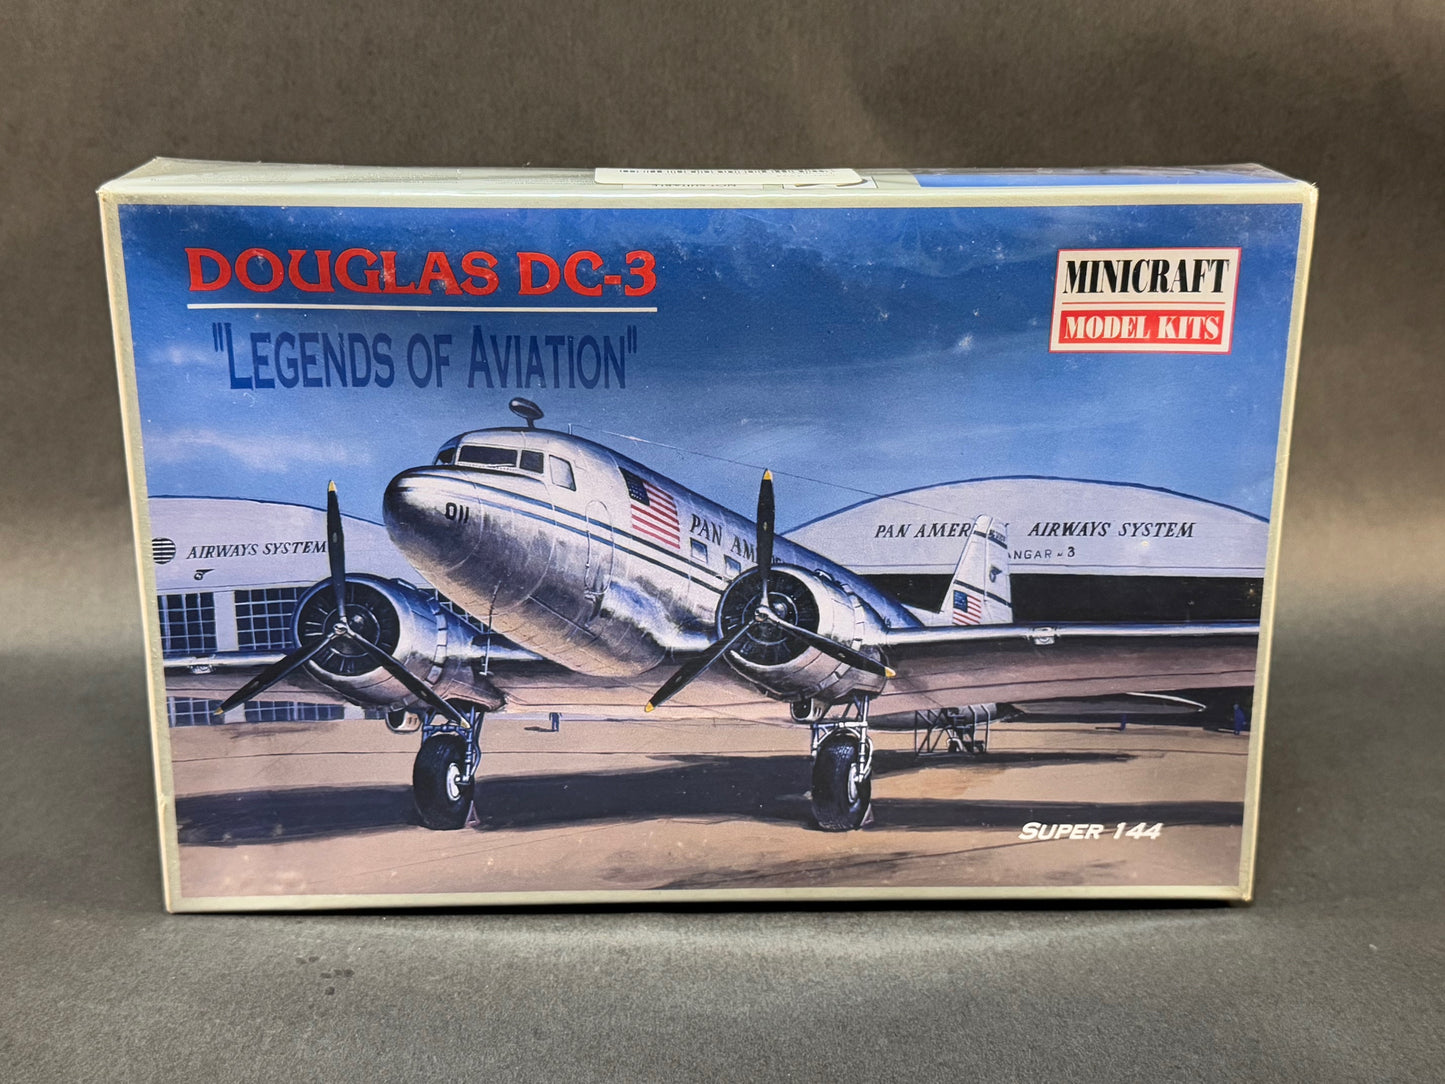 DOUGLAS DC-3
"LEGENDS OF AVIATION"
MINICRAFT
MODEL KITS
011
PAN AM
AIRWAYS SYSTEM
PAN AMER AIRWAYS SYSTEM
ANGAR 3
SUPER 144